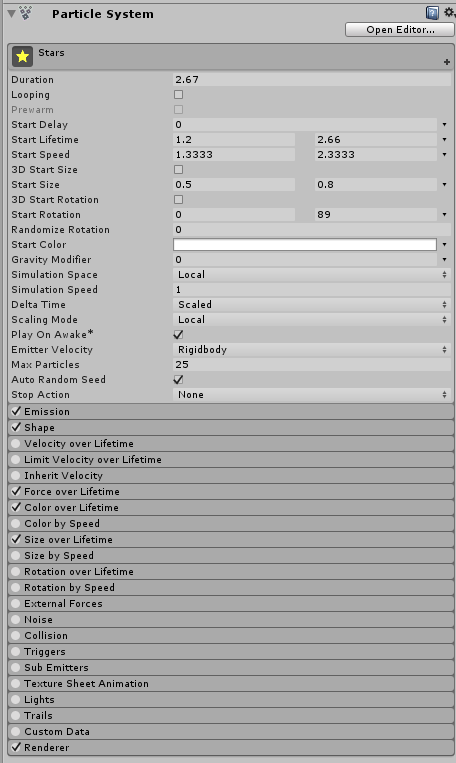 Particle System
Open Editor...
Stars
Duration 2.67
Looping
Prewarm
Start Delay 0
Start Lifetime 1.2 2.66
Start Speed 1.3333 2.3333
3D Start Size
Start Size 0.5 0.8
3D Start Rotation
Start Rotation 0 89
Randomize Rotation 0
Start Color
Gravity Modifier 0
Simulation Space Local
Simulation Speed 1
Delta Time Scaled
Scaling Mode Local
Play On Awake*
Emitter Velocity Rigidbody
Max Particles 25
Auto Random Seed
Stop Action None
Emission
Shape
Velocity over Lifetime
Limit Velocity over Lifetime
Inherit Velocity
Force over Lifetime
Color over Lifetime
Color by Speed
Size over Lifetime
Size by Speed
Rotation over Lifetime
Rotation by Speed
External Forces
Noise
Collision
Triggers
Sub Emitters
Texture Sheet Animation
Lights
Trails
Custom Data
Renderer